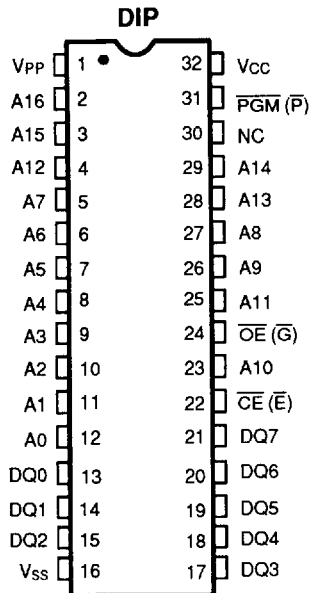 DIP
VPP 1 32 VCC
A16 2 31 PGM (P)
A15 3 30 NC
A12 4 29 A14
A7 5 28 A13
A6 6 27 A8
A5 7 26 A9
A4 8 25 A11
A3 9 24 OE (G)
A2 10 23 A10
A1 11 22 CE (E)
A0 12 21 DQ7
DQ0 13 20 DQ6
DQ1 14 19 DQ5
DQ2 15 18 DQ4
VSS 16 17 DQ3